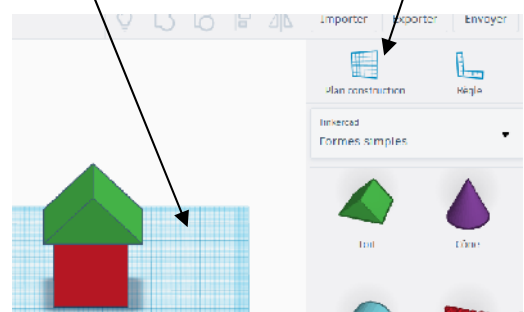 Importer Exporter Envoyer
Plan construction Règle
Tinkercad
Formes simples
Toit Cône